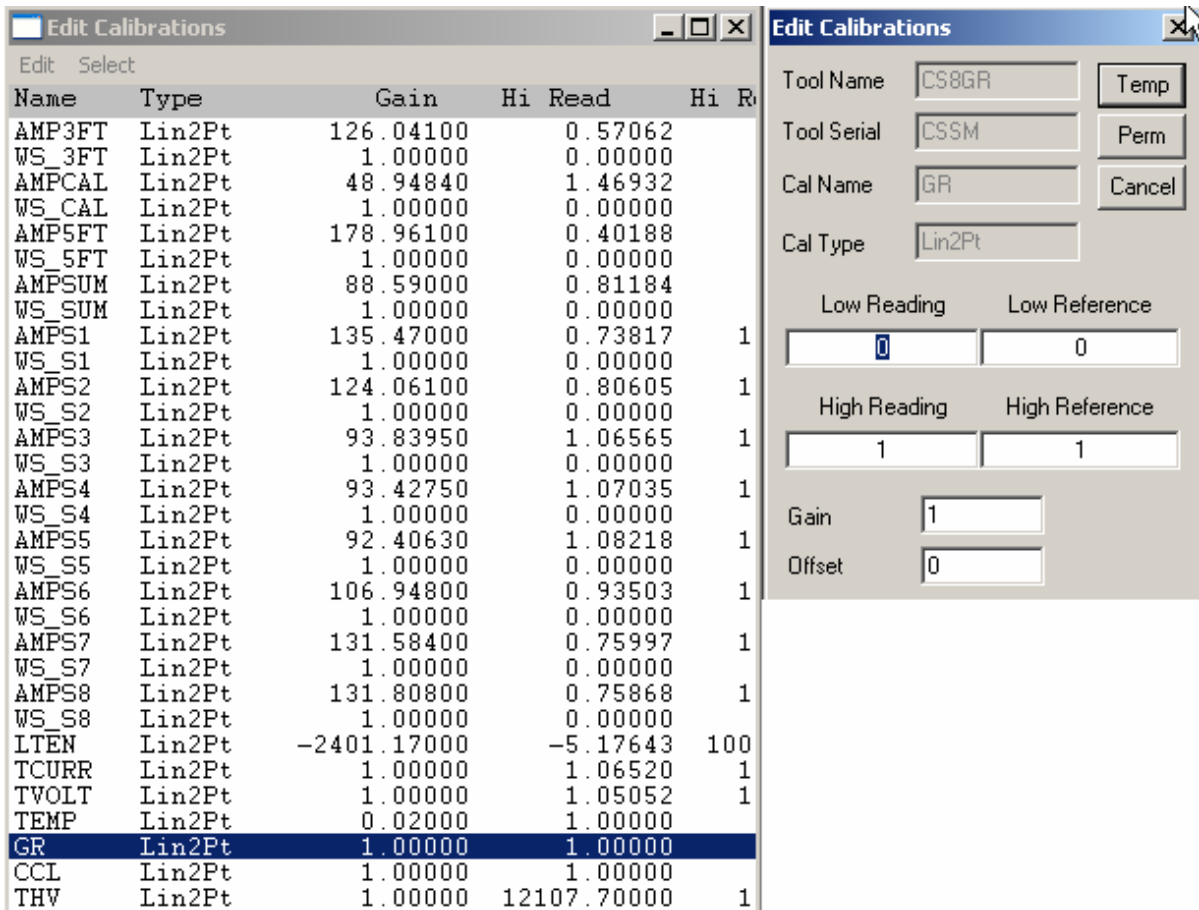 Edit Calibrations
Edit Select
Name Type Gain Hi Read Hi R
AMP3FT Lin2Pt 126.04100 0.57062
WS_3FT Lin2Pt 1.00000 0.00000
AMPCAL Lin2Pt 48.94840 1.46932
WS_CAL Lin2Pt 1.00000 0.00000
AMP5FT Lin2Pt 178.96100 0.40188
WS_5FT Lin2Pt 1.00000 0.00000
AMPSUM Lin2Pt 88.59000 0.81184
WS_SUM Lin2Pt 1.00000 0.00000
AMPS1 Lin2Pt 135.47000 0.73817 1
WS_S1 Lin2Pt 1.00000 0.00000
AMPS2 Lin2Pt 124.06100 0.80605 1
WS_S2 Lin2Pt 1.00000 0.00000
AMPS3 Lin2Pt 93.83950 1.06565 1
WS_S3 Lin2Pt 1.00000 0.00000
AMPS4 Lin2Pt 93.42750 1.07035 1
WS_S4 Lin2Pt 1.00000 0.00000
AMPS5 Lin2Pt 92.40630 1.08218 1
WS_S5 Lin2Pt 1.00000 0.00000
AMPS6 Lin2Pt 106.94800 0.93503 1
WS_S6 Lin2Pt 1.00000 0.00000
AMPS7 Lin2Pt 131.58400 0.75997 1
WS_S7 Lin2Pt 1.00000 0.00000
AMPS8 Lin2Pt 131.80800 0.75868 1
WS_S8 Lin2Pt 1.00000 0.00000
LTEN Lin2Pt -2401.17000 -5.17643 100
TCURR Lin2Pt 1.00000 1.06520 1
TVOLT Lin2Pt 1.00000 1.05052 1
TEMP Lin2Pt 0.02000 1.00000
GR Lin2Pt 1.00000 1.00000
CCL Lin2Pt 1.00000 1.00000
THV Lin2Pt 1.00000 12107.70000 1
Edit Calibrations
Tool Name CS8GR Temp
Tool Serial CSSM Perm
Cal Name GR Cancel
Cal Type Lin2Pt
Low Reading Low Reference
0 0
High Reading High Reference
1 1
Gain 1
Offset 0